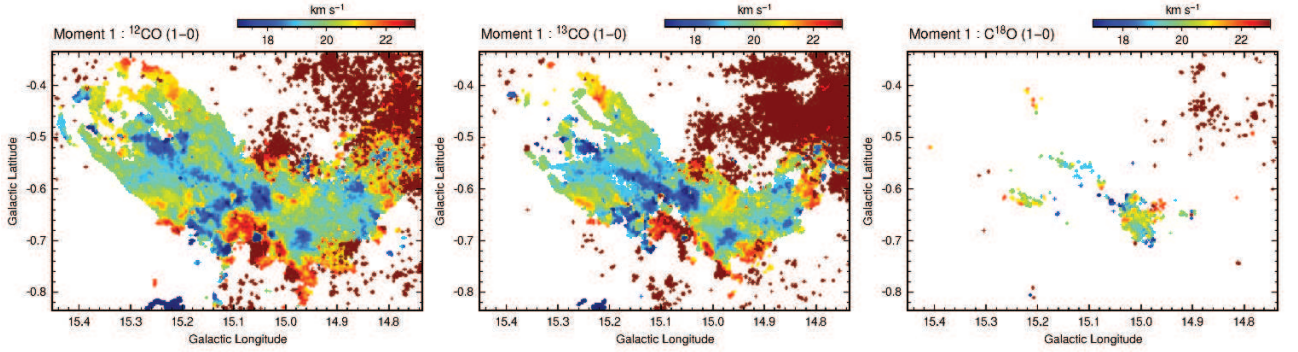 km s⁻¹
Moment 1 : ¹²CO (1−0)
18 20 22
-0.4
-0.5
-0.6
-0.7
-0.8
Galactic Latitude
15.4 15.3 15.2 15.1 15.0 14.9 14.8
Galactic Longitude
km s⁻¹
Moment 1 : ¹³CO (1−0)
18 20 22
-0.4
-0.5
-0.6
-0.7
-0.8
Galactic Latitude
15.4 15.3 15.2 15.1 15.0 14.9 14.8
Galactic Longitude
km s⁻¹
Moment 1 : C¹⁸O (1−0)
18 20 22
-0.4
-0.5
-0.6
-0.7
-0.8
Galactic Latitude
15.4 15.3 15.2 15.1 15.0 14.9 14.8
Galactic Longitude